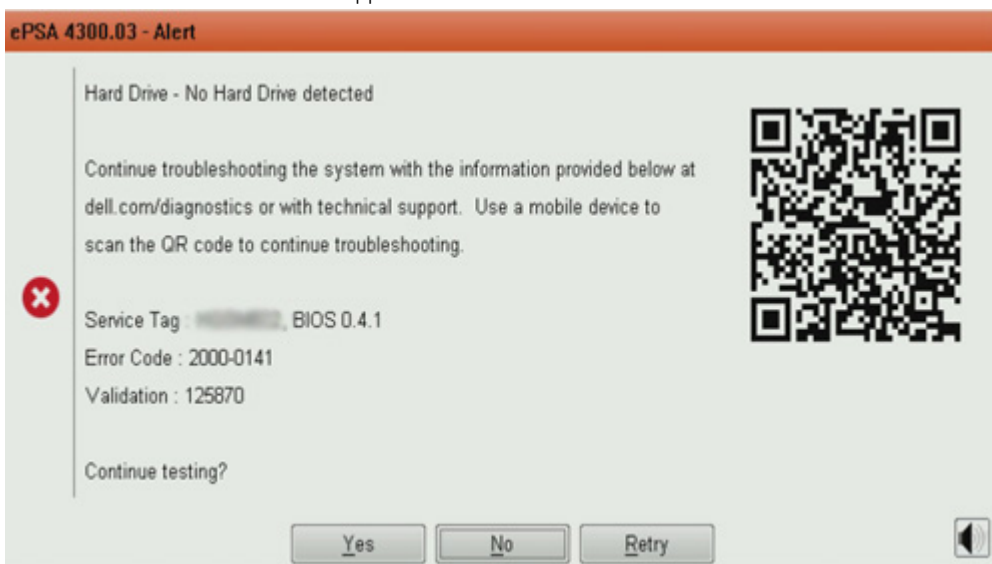 ePSA 4300.03 - Alert
Hard Drive - No Hard Drive detected
Continue troubleshooting the system with the information provided below at
dell.com/diagnostics or with technical support. Use a mobile device to
scan the QR code to continue troubleshooting.
Service Tag : , BIOS 0.4.1
Error Code : 2000-0141
Validation : 125870
Continue testing?
Yes
No
Retry